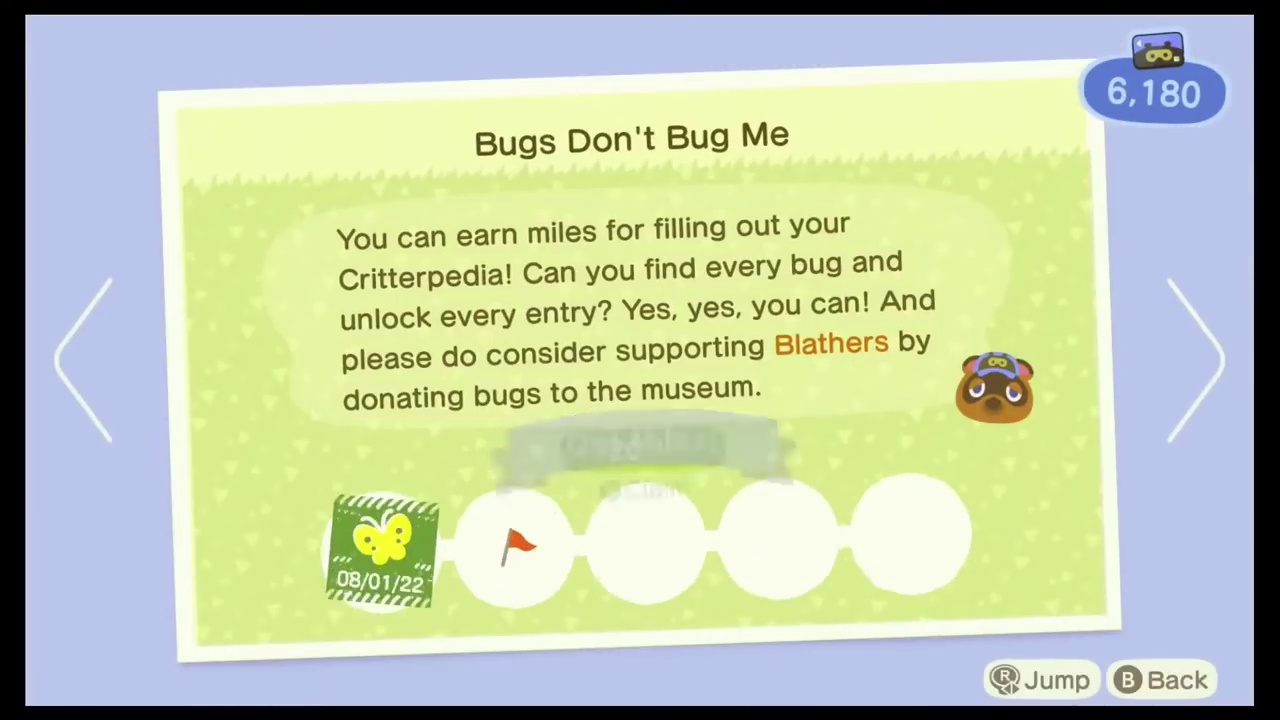 6,180
Bugs Don't Bug Me
You can earn miles for filling out your
Critterpedia! Can you find every bug and
unlock every entry? Yes, yes, you can! And
please do consider supporting Blathers by
donating bugs to the museum.
08/01/22
R Jump B Back